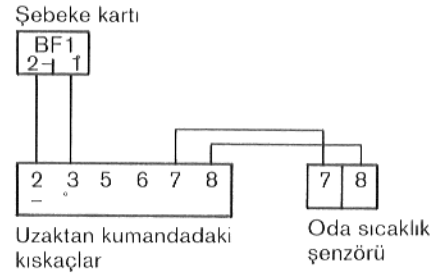 Şebeke kartı
BF1
2 1
2 3 5 6 7 8
7 8
Uzaktan kumandadaki
kıskaçlar
Oda sıcaklık
şenzörü